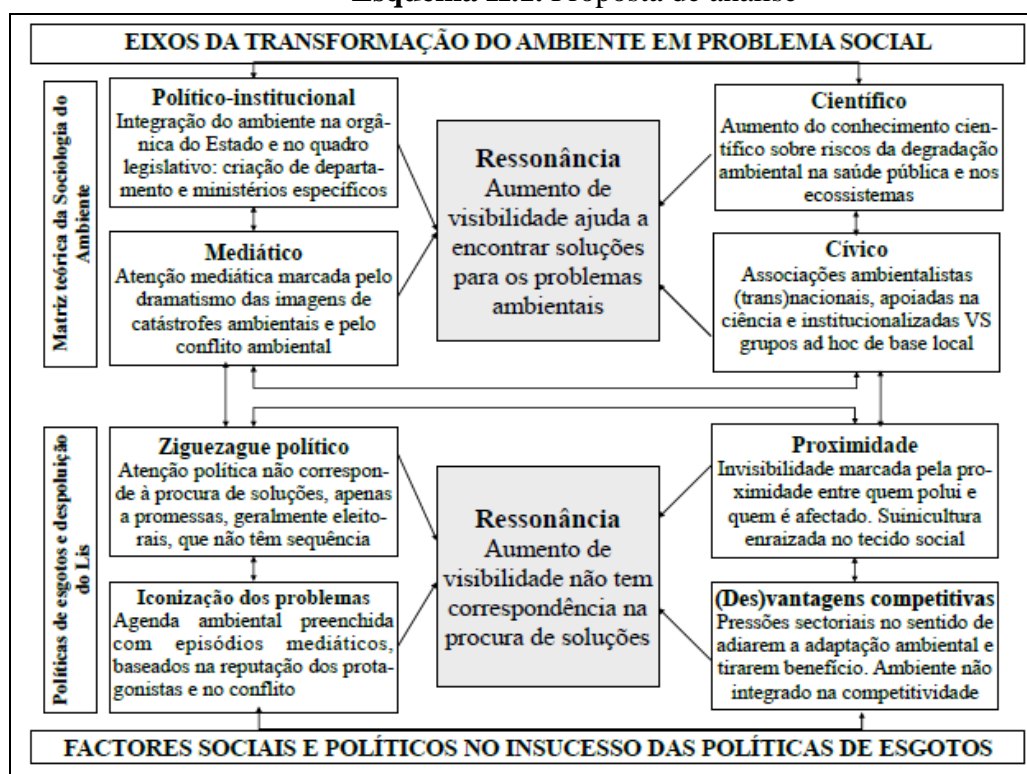 Esquema II.1. Proposta de análise
EIXOS DA TRANSFORMAÇÃO DO AMBIENTE EM PROBLEMA SOCIAL
Matriz teórica da Sociologia do
Ambiente
Político-institucional
Integração do ambiente na orgâ-
nica do Estado e no quadro
legislativo: criação de departa-
mento e ministérios específicos
Mediático
Atenção mediática marcada pelo
dramatismo das imagens de
catástrofes ambientais e pelo
conflito ambiental
Ressonância
Aumento de
visibilidade ajuda a
encontrar soluções
para os problemas
ambientais
Científico
Aumento do conhecimento cien-
tífico sobre riscos da degradação
ambiental na saúde pública e nos
ecossistemas
Cívico
Associações ambientalistas
(trans)nacionais, apoiadas na
ciência e institucionalizadas VS
grupos ad hoc de base local
Políticas de esgotos e despoluição
do Lis
Ziguezague político
Atenção política não correspon-
de à procura de soluções, apenas
a promessas, geralmente eleito-
rais, que não têm sequência
Iconização dos problemas
Agenda ambiental preenchida
com episódios mediáticos,
baseados na reputação dos prota-
gonistas e no conflito
Ressonância
Aumento de
visibilidade não tem
correspondência na
procura de soluções
Proximidade
Invisibilidade marcada pela pro-
ximidade entre quem polui e
quem é afectado. Suinicultura
enraizada no tecido social
(Des)vantagens competitivas
Pressões sectoriais no sentido de
adiarem a adaptação ambiental e
tirarem benefício. Ambiente não
integrado na competitividade
FACTORES SOCIAIS E POLÍTICOS NO INSUCESSO DAS POLÍTICAS DE ESGOTOS